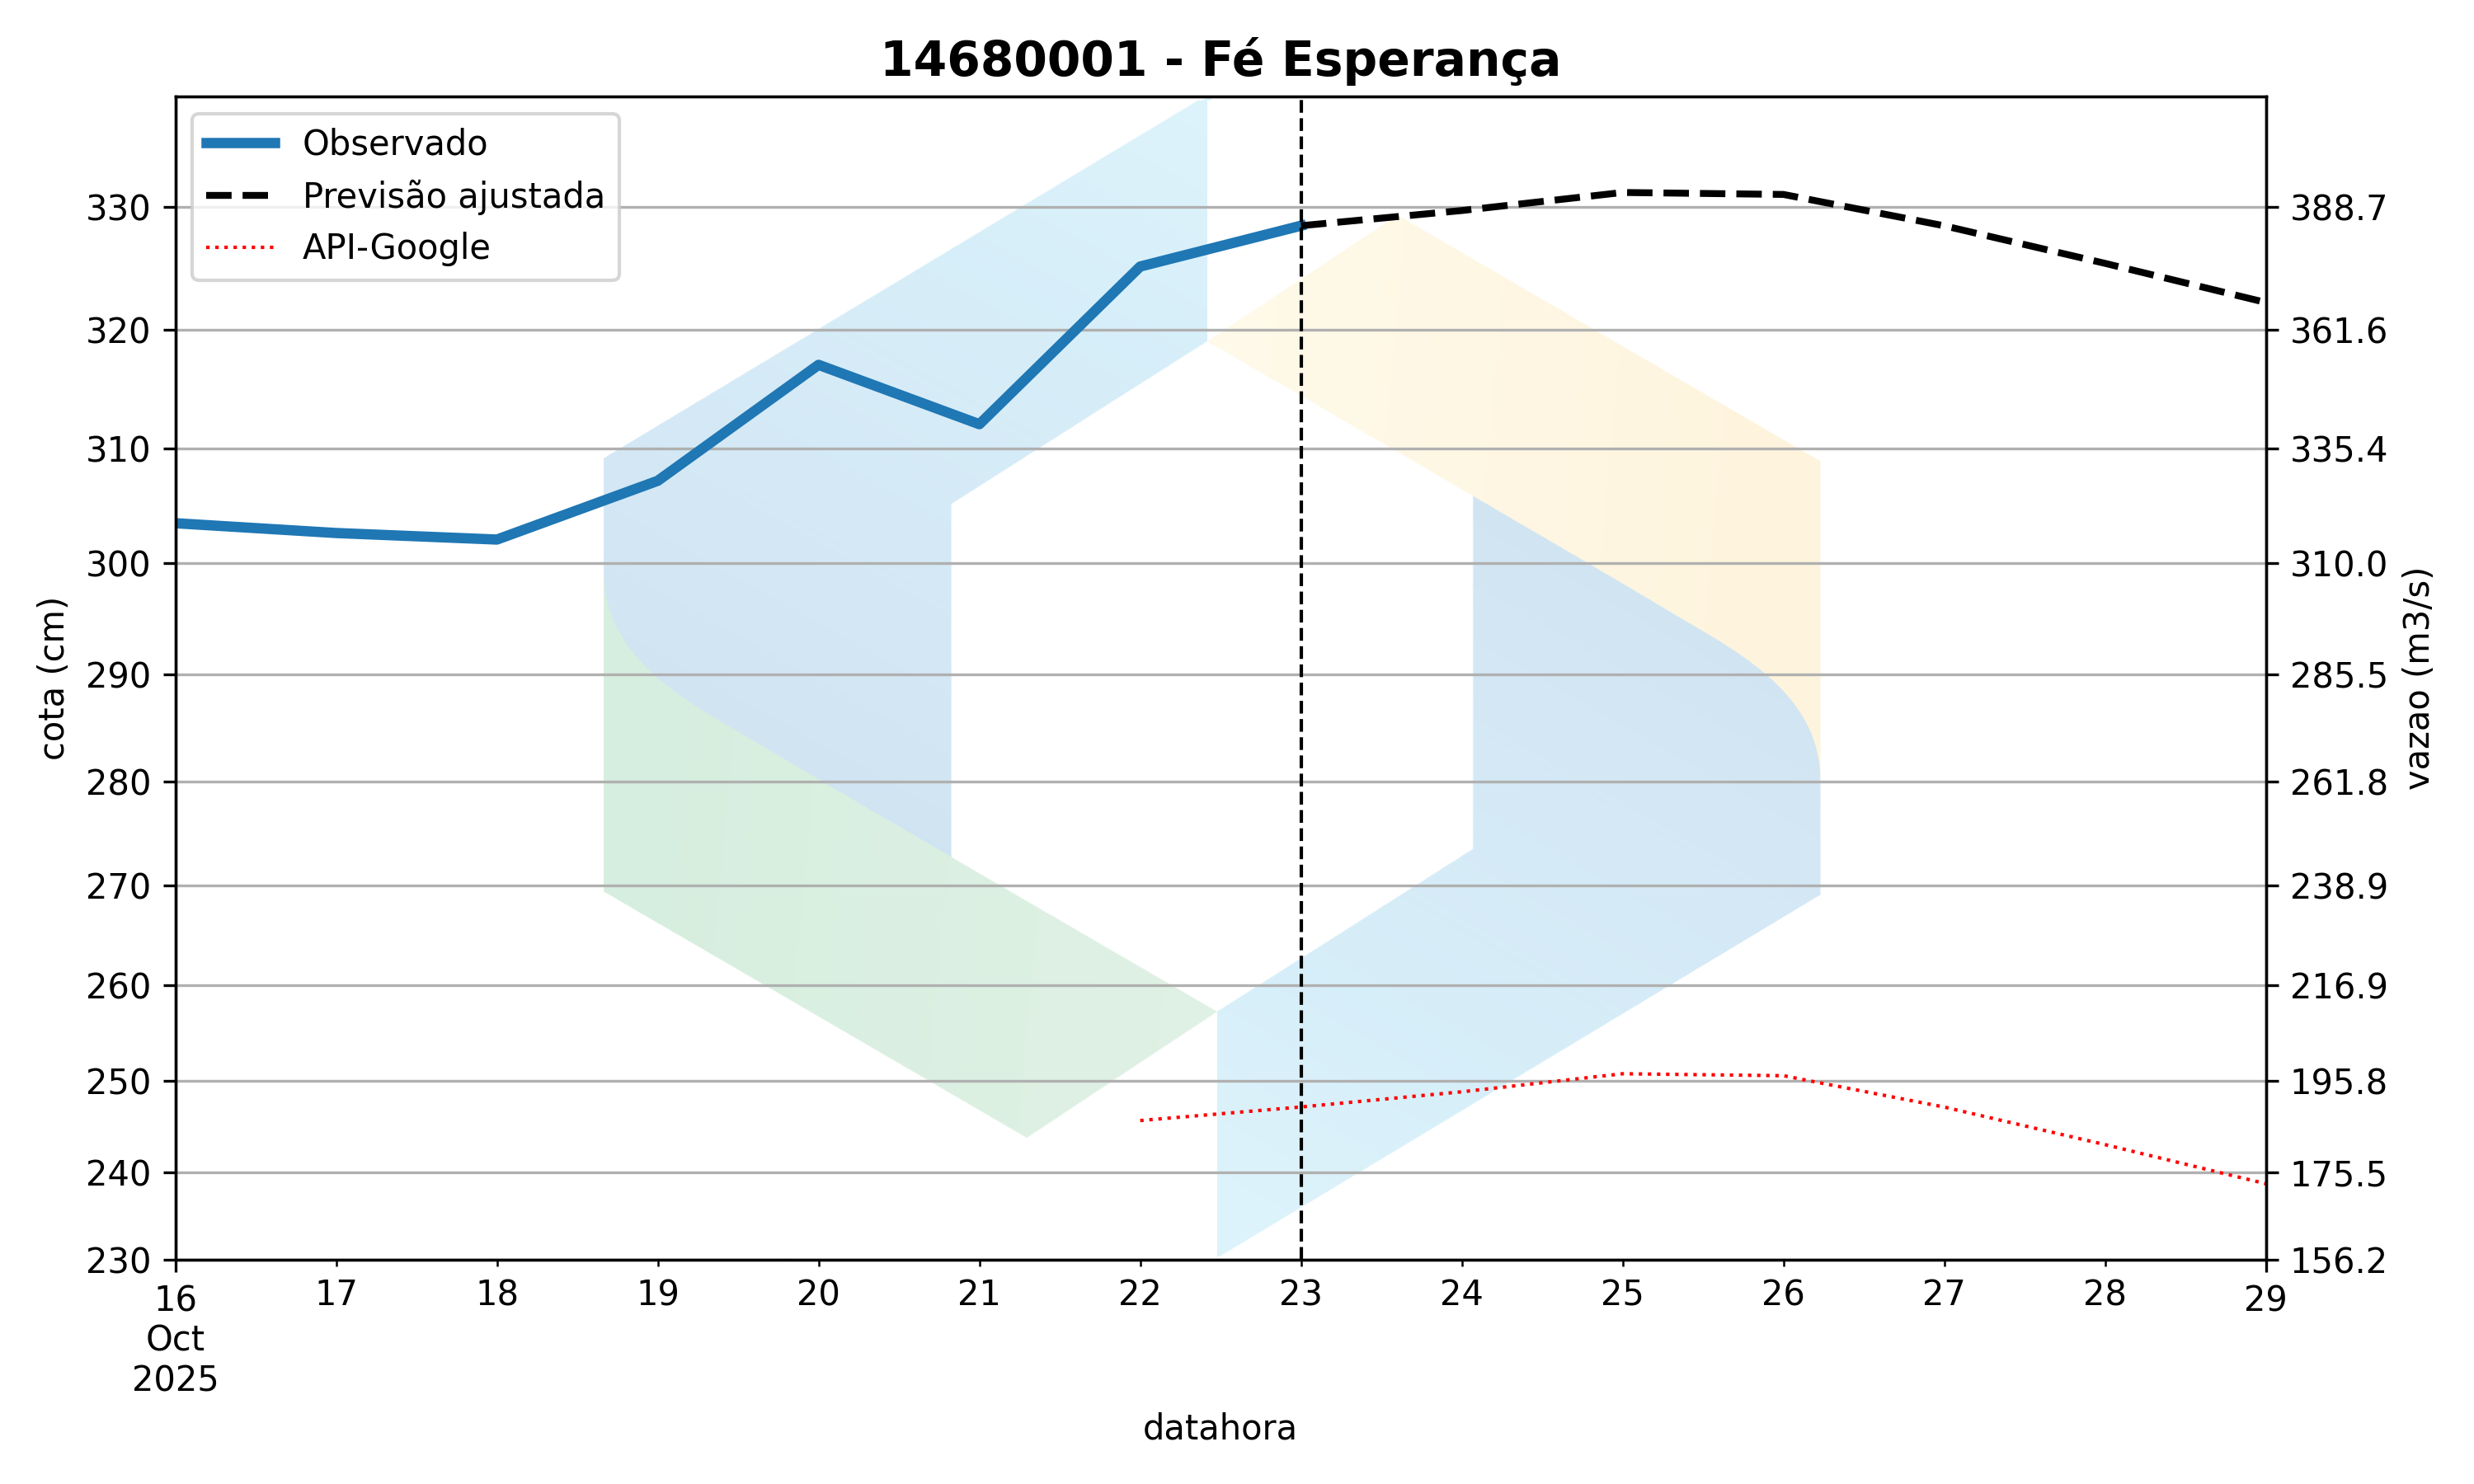 14680001 - Fé Esperança
Observado
Previsão ajustada
API-Google
330
320
310
300
290
280
270
260
250
240
230
cota (cm)
388.7
361.6
335.4
310.0
285.5
261.8
238.9
216.9
195.8
175.5
156.2
vazao (m3/s)
16 17 18 19 20 21 22 23 24 25 26 27 28 29
Oct
2025
datahora